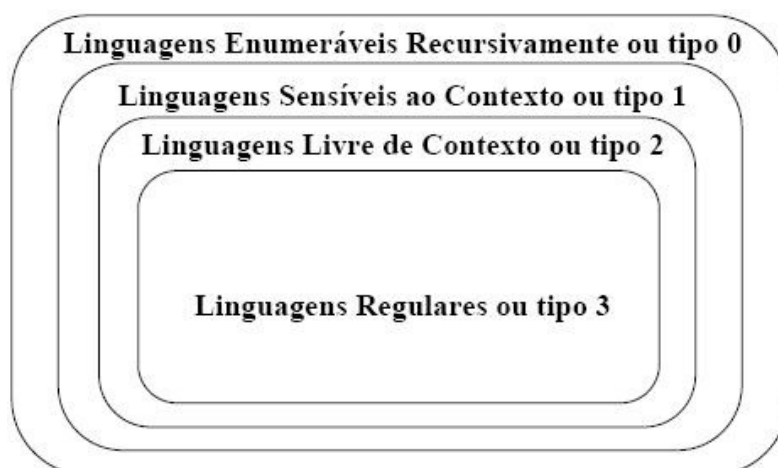 Linguagens Enumeráveis Recursivamente ou tipo 0
Linguagens Sensíveis ao Contexto ou tipo 1
Linguagens Livre de Contexto ou tipo 2
Linguagens Regulares ou tipo 3